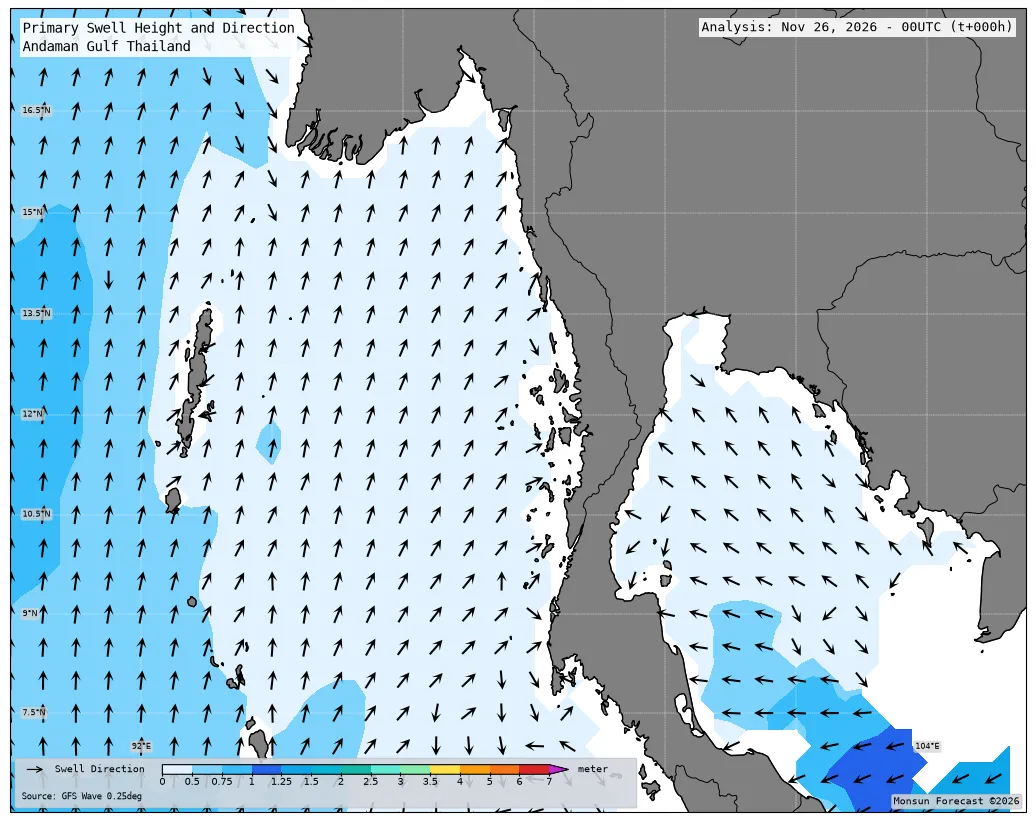 Primary Swell Height and Direction
Andaman Gulf Thailand
Analysis: Nov 26, 2026 - 00UTC (t+000h)
16.5°N
15°N
13.5°N
12°N
10.5°N
9°N
7.5°N
92°E
104°E
Swell Direction
0 0.5 0.75 1 1.25 1.5 2 2.5 3 3.5 4 5 6 7 meter
Source: GFS Wave 0.25deg
Monsun Forecast ©2026